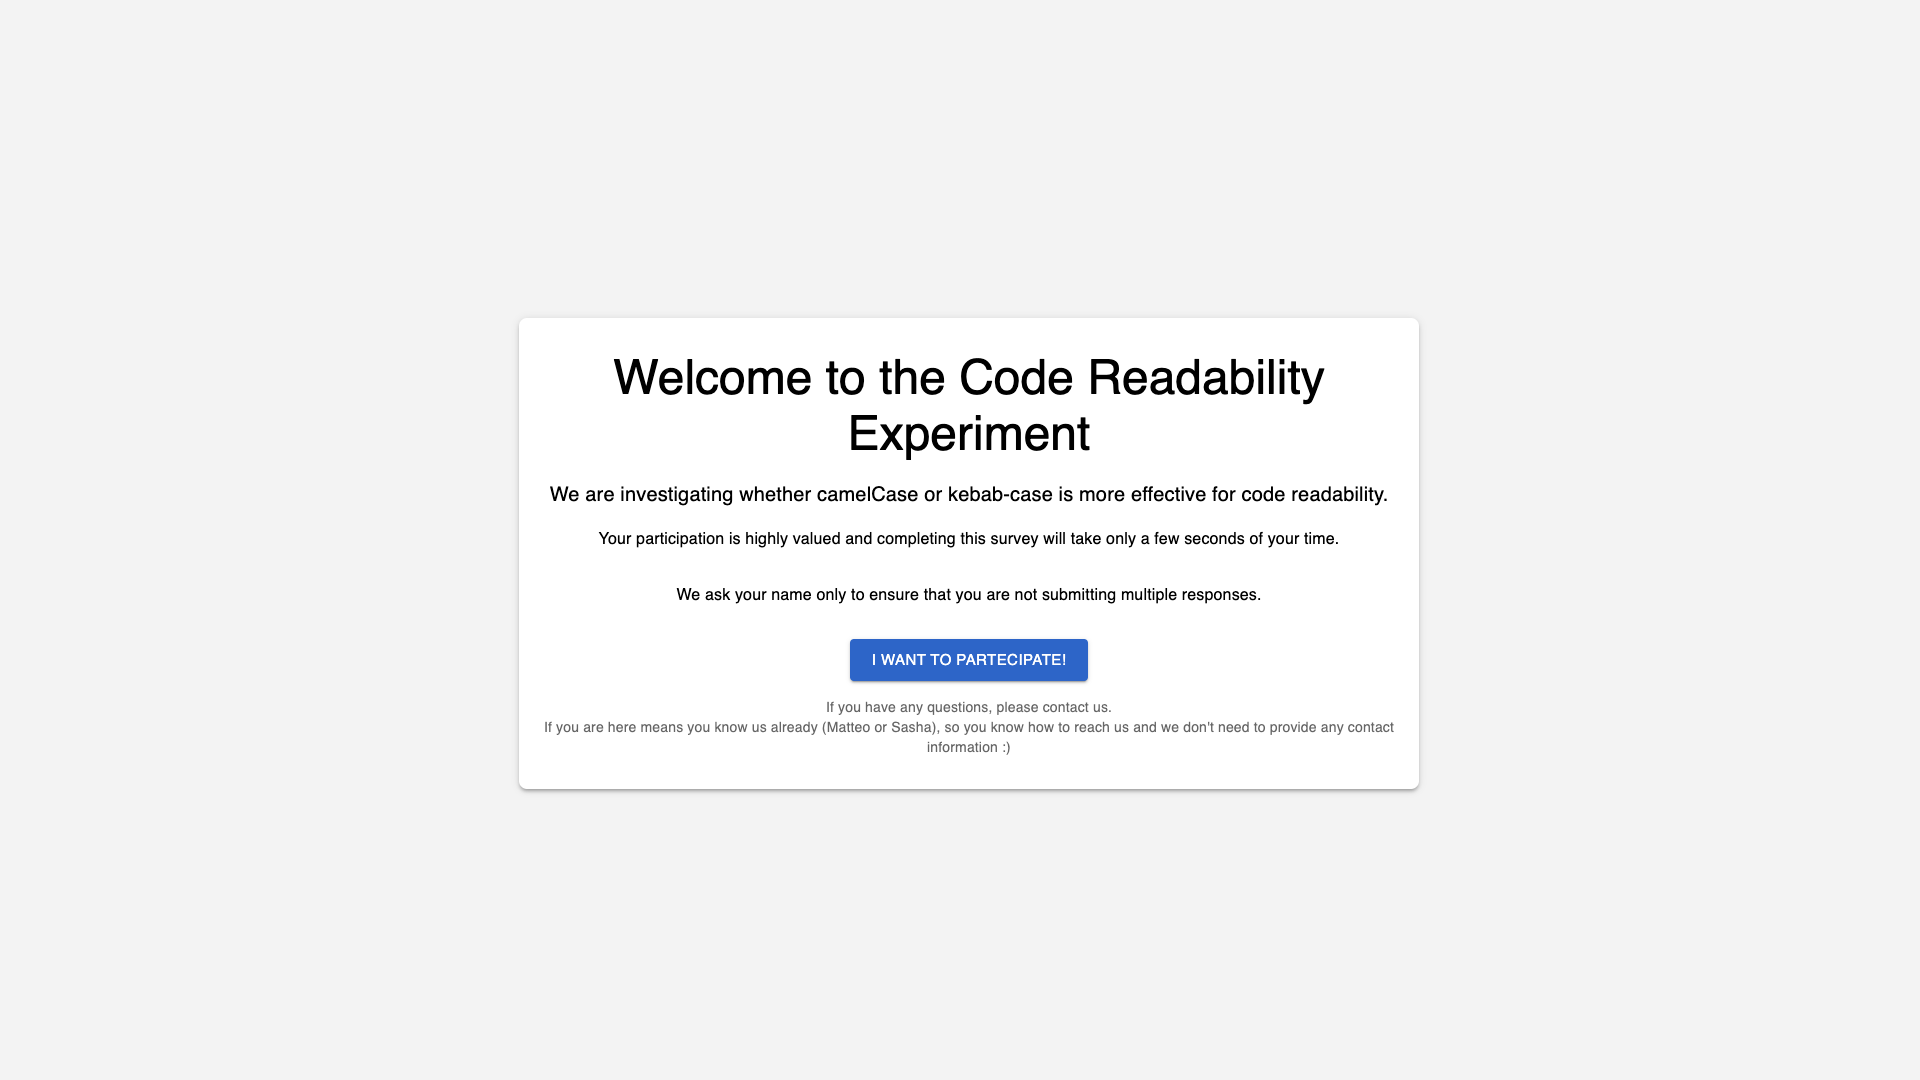 Welcome to the Code Readability
Experiment
We are investigating whether camelCase or kebab-case is more effective for code readability.
Your participation is highly valued and completing this survey will take only a few seconds of your time.
We ask your name only to ensure that you are not submitting multiple responses.
I WANT TO PARTECIPATE!
If you have any questions, please contact us.
If you are here means you know us already (Matteo or Sasha), so you know how to reach us and we don't need to provide any contact
information :)